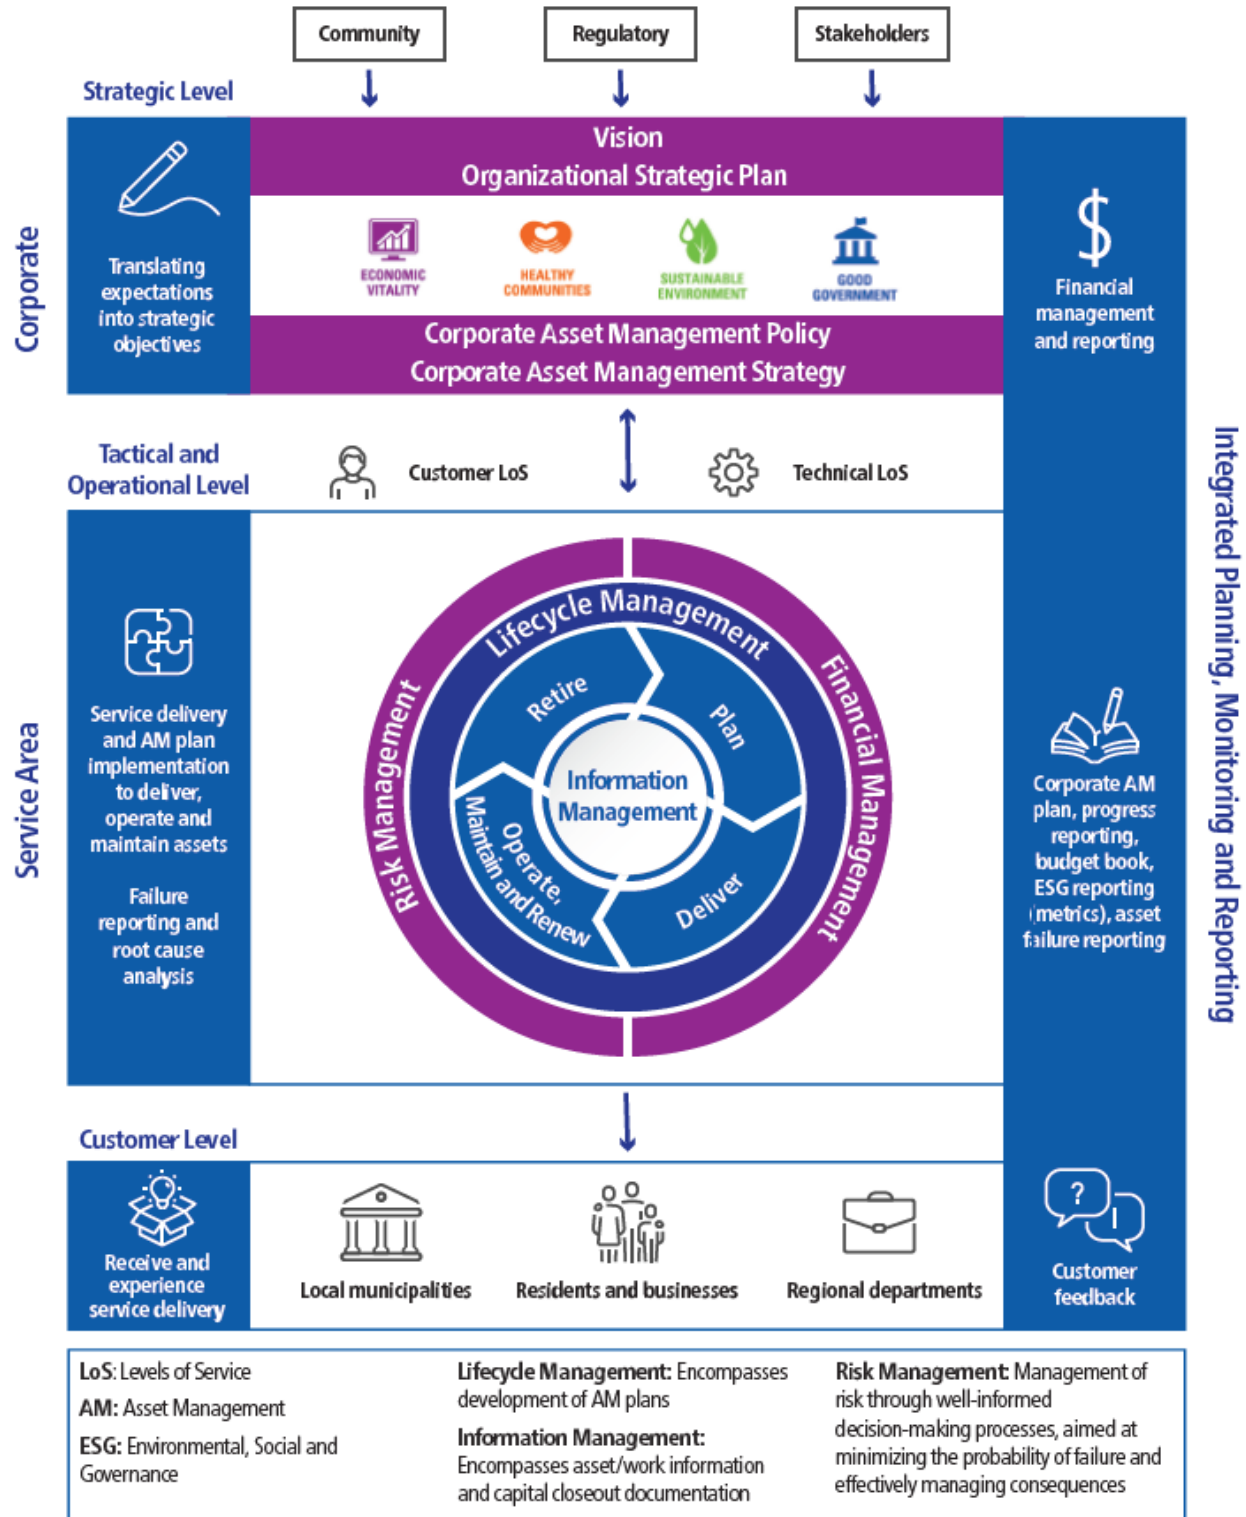 Community
Regulatory
Stakeholders
Strategic Level
Corporate
Translating
expectations
into strategic
objectives
Vision
Organizational Strategic Plan
ECONOMIC
VITALITY
HEALTHY
COMMUNITIES
SUSTAINABLE
ENVIRONMENT
GOOD
GOVERNMENT
Corporate Asset Management Policy
Corporate Asset Management Strategy
$
Financial
management
and reporting
Tactical and
Operational Level
Customer LoS
Technical LoS
Service Area
Service delivery
and AM plan
implementation
to deliver,
operate and
maintain assets
Failure
reporting and
root cause
analysis
Risk Management
Lifecycle Management
Financial Management
Retire
Plan
Deliver
Operate,
Maintain and Renew
Information
Management
Corporate AM
plan, progress
reporting,
budget book,
ESG reporting
(metrics), asset
failure reporting
Integrated Planning, Monitoring and Reporting
Customer Level
Receive and
experience
service delivery
Local municipalities
Residents and businesses
Regional departments
?
Customer
feedback
LoS: Levels of Service
AM: Asset Management
ESG: Environmental, Social and
Governance
Lifecycle Management: Encompasses
development of AM plans
Information Management:
Encompasses asset/work information
and capital closeout documentation
Risk Management: Management of
risk through well-informed
decision-making processes, aimed at
minimizing the probability of failure and
effectively managing consequences